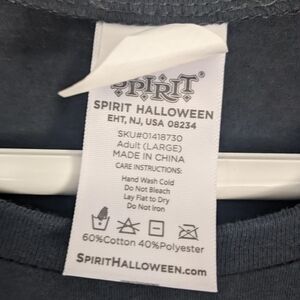 SPIRIT
SPIRIT HALLOWEEN
EHT, NJ, USA 08234
SKU#01418730
Adult (LARGE)
MADE IN CHINA
CARE INSTRUCTIONS:
Hand Wash Cold
Do Not Bleach
Lay Flat to Dry
Do Not Iron
60%Cotton 40%Polyester
SPIRITHALLOWEEN.com